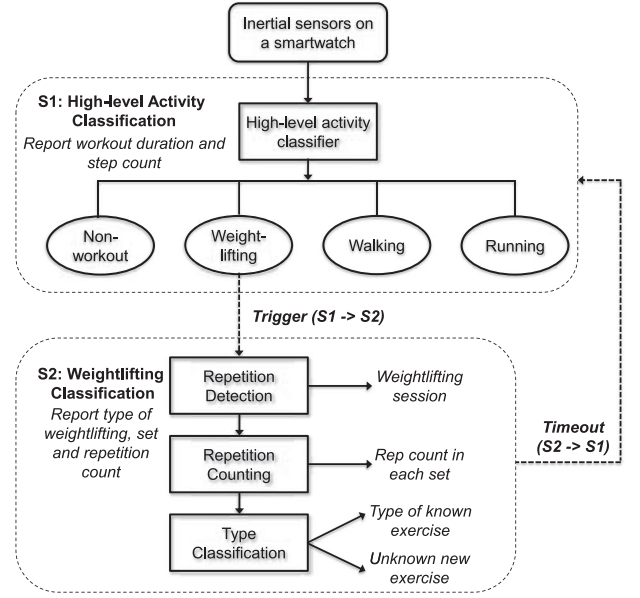 Inertial sensors on
a smartwatch
S1: High-level Activity
Classification
Report workout duration and
step count
High-level activity
classifier
Non-
workout
Weight-
lifting
Walking
Running
Trigger (S1 -> S2)
S2: Weightlifting
Classification
Report type of
weightlifting, set
and repetition
count
Repetition
Detection
Weightlifting
session
Repetition
Counting
Rep count in
each set
Type
Classification
Type of known
exercise
Unknown new
exercise
Timeout
(S2 -> S1)